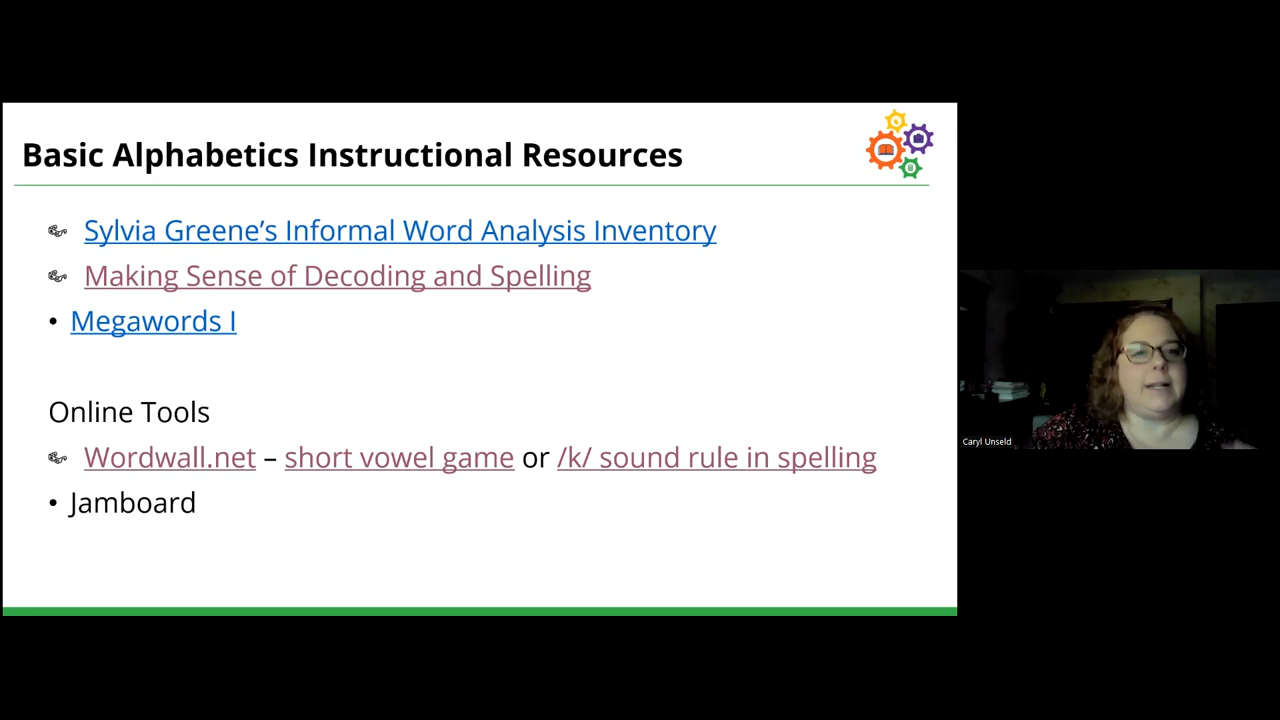 Basic Alphabetics Instructional Resources
Sylvia Greene’s Informal Word Analysis Inventory
Making Sense of Decoding and Spelling
• Megawords I
Online Tools
Wordwall.net – short vowel game or /k/ sound rule in spelling
• Jamboard
Caryl Unseld